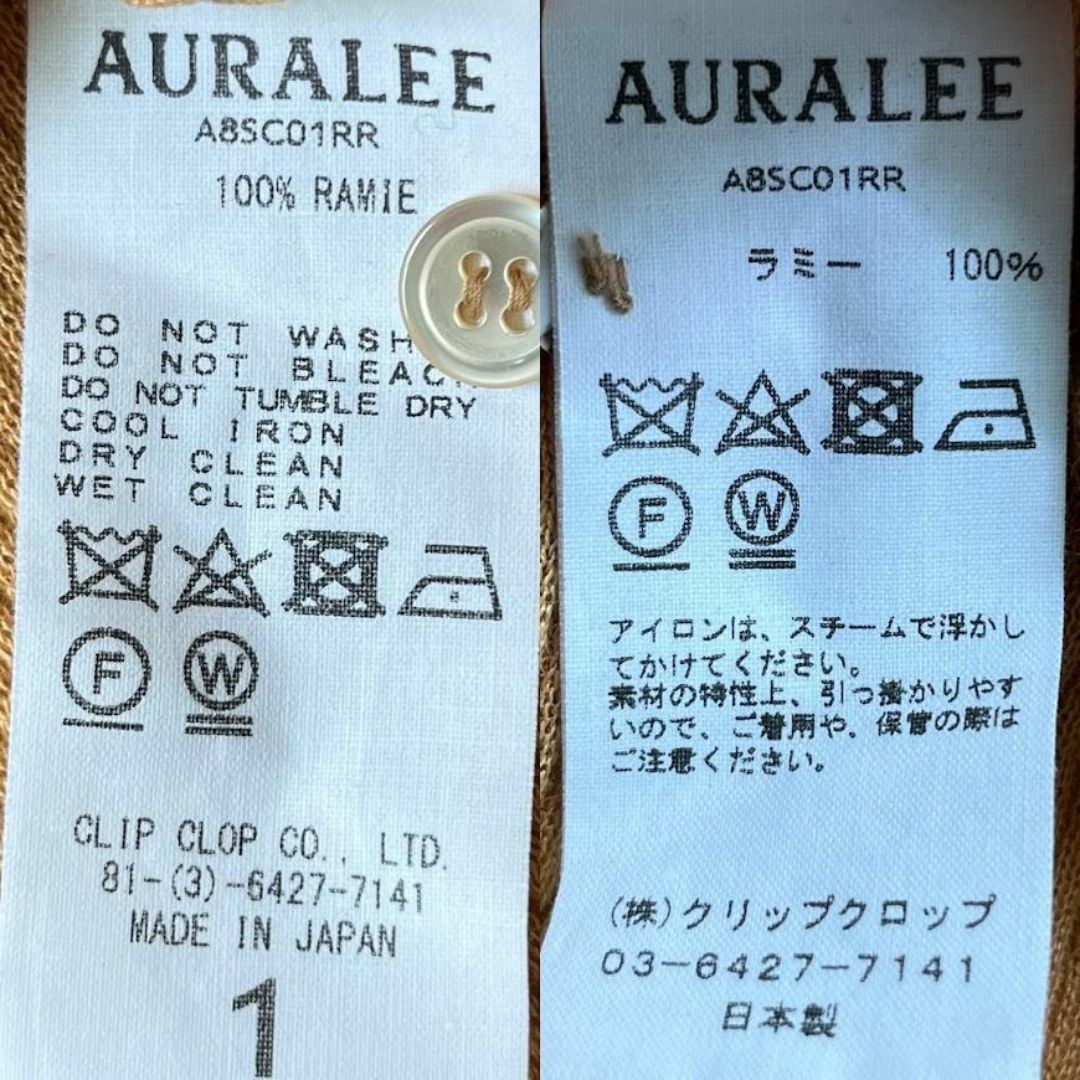 AURALEE
A8SC01RR
100% RAMIE
DO NOT WASH
DO NOT BLEACH
DO NOT TUMBLE DRY
COOL IRON
DRY CLEAN
WET CLEAN
F W
CLIP CLOP CO., LTD.
81-(3)-6427-7141
MADE IN JAPAN
1
AURALEE
A8SC01RR
ラミー 100%
F W
アイロンは、スチームで浮かし
てかけてください。
素材の特性上、引っ掛かりやす
いので、ご着用や、保管の際は
ご注意ください。
(株)クリップクロップ
03-6427-7141
日本製